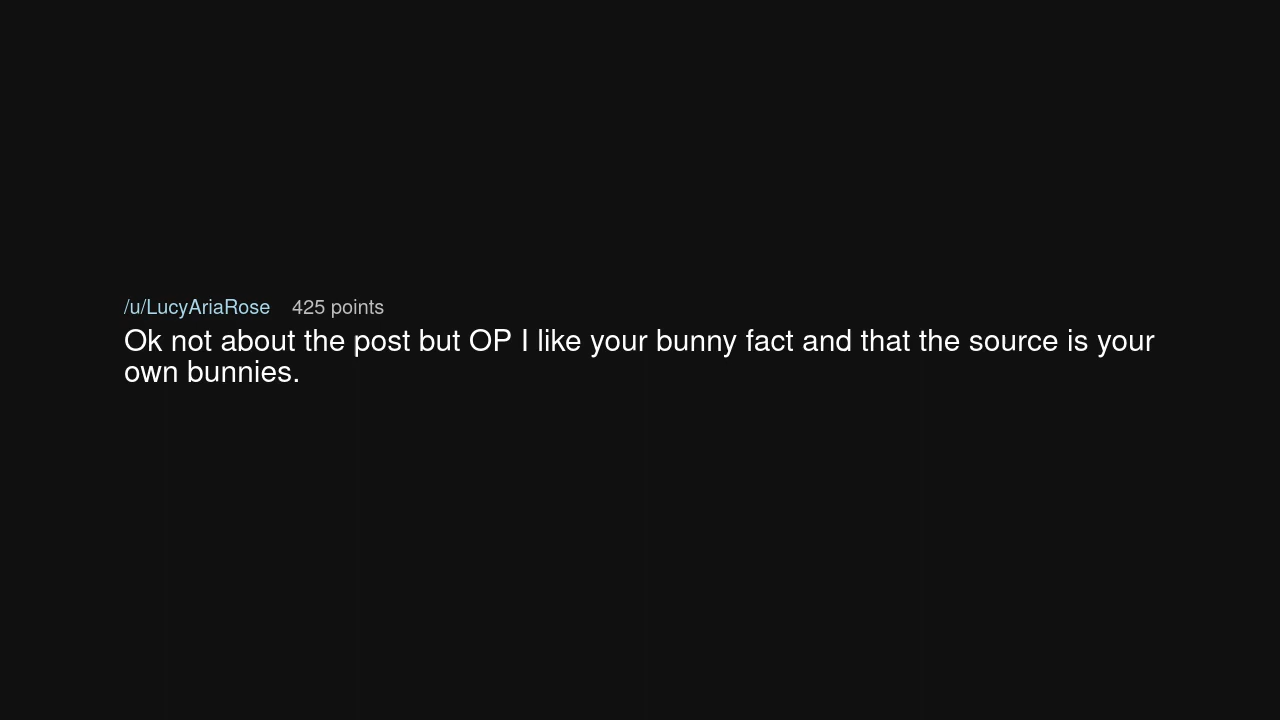 /u/LucyAriaRose 425 points
Ok not about the post but OP I like your bunny fact and that the source is your
own bunnies.